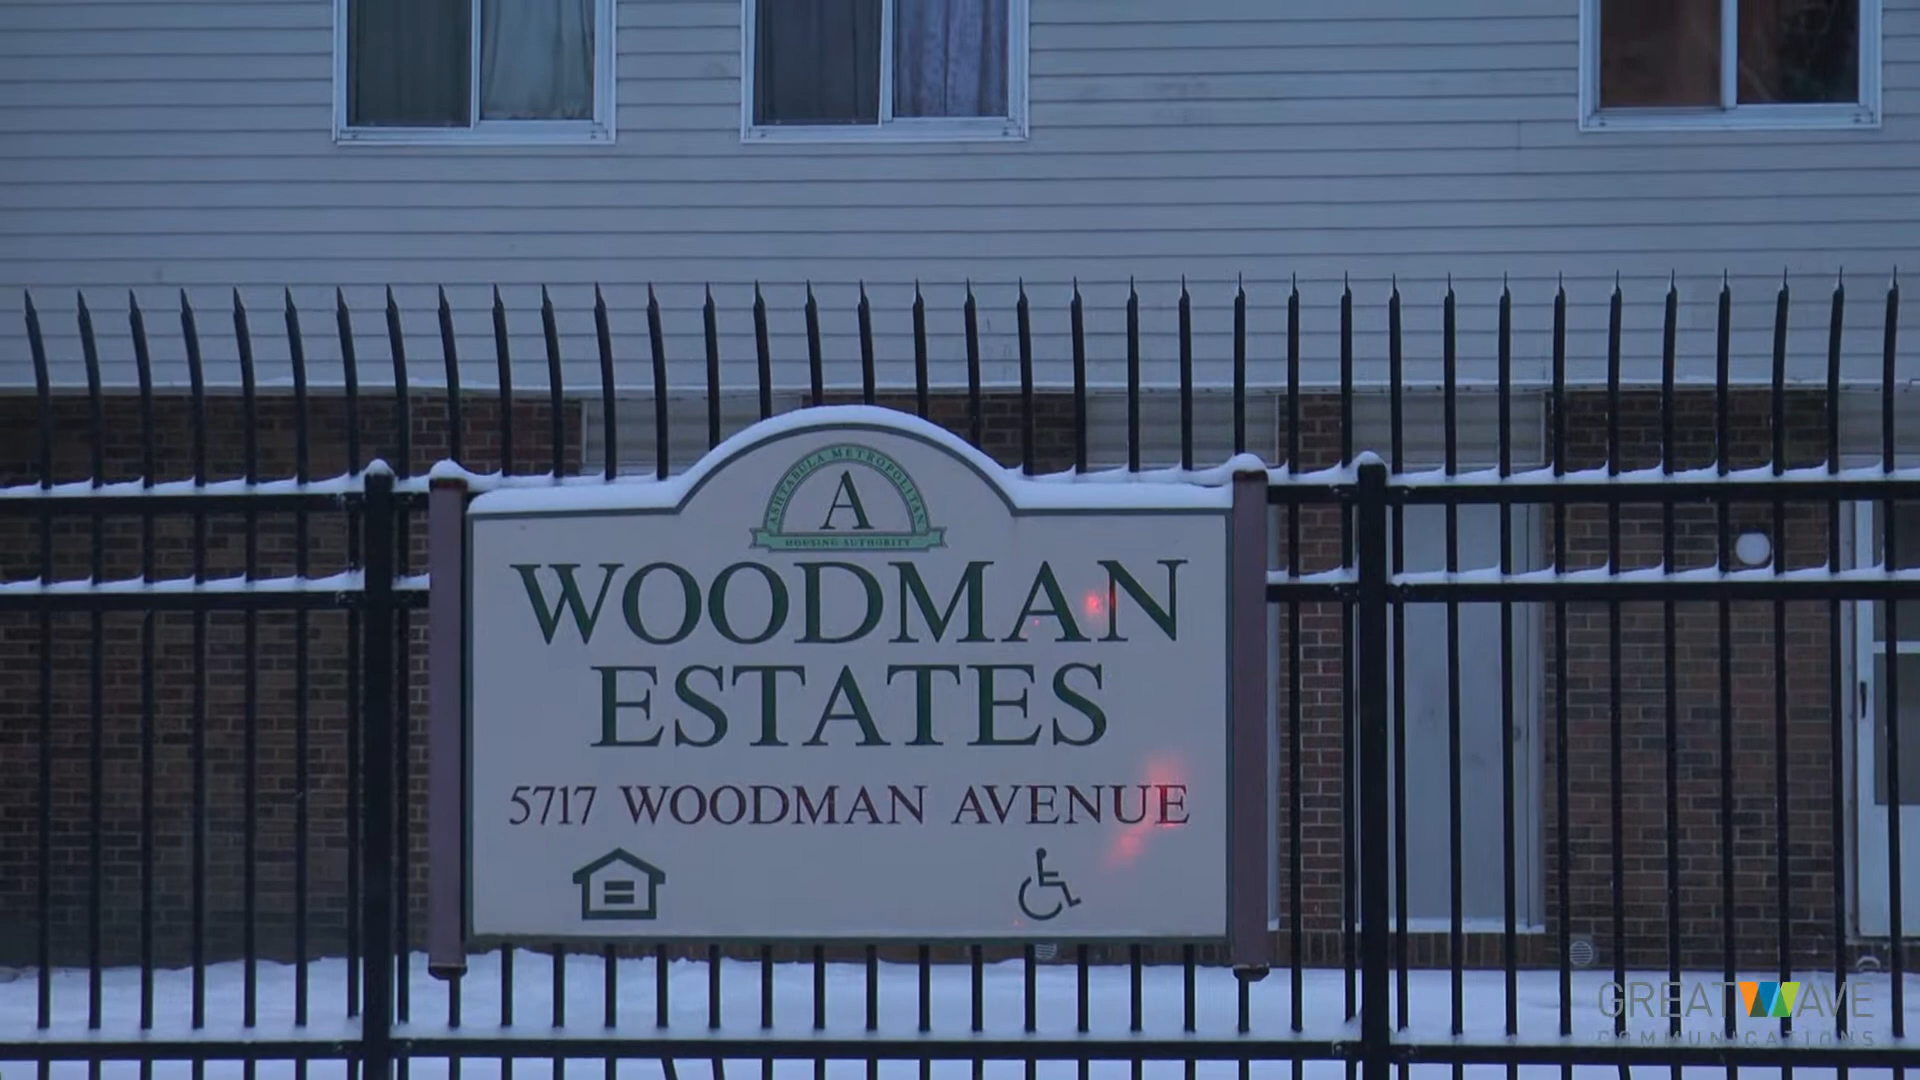 ASHTABULA METROPOLITAN
A
HOUSING AUTHORITY
WOODMAN
ESTATES
5717 WOODMAN AVENUE
GREATWAVE
COMMUNICATIONS